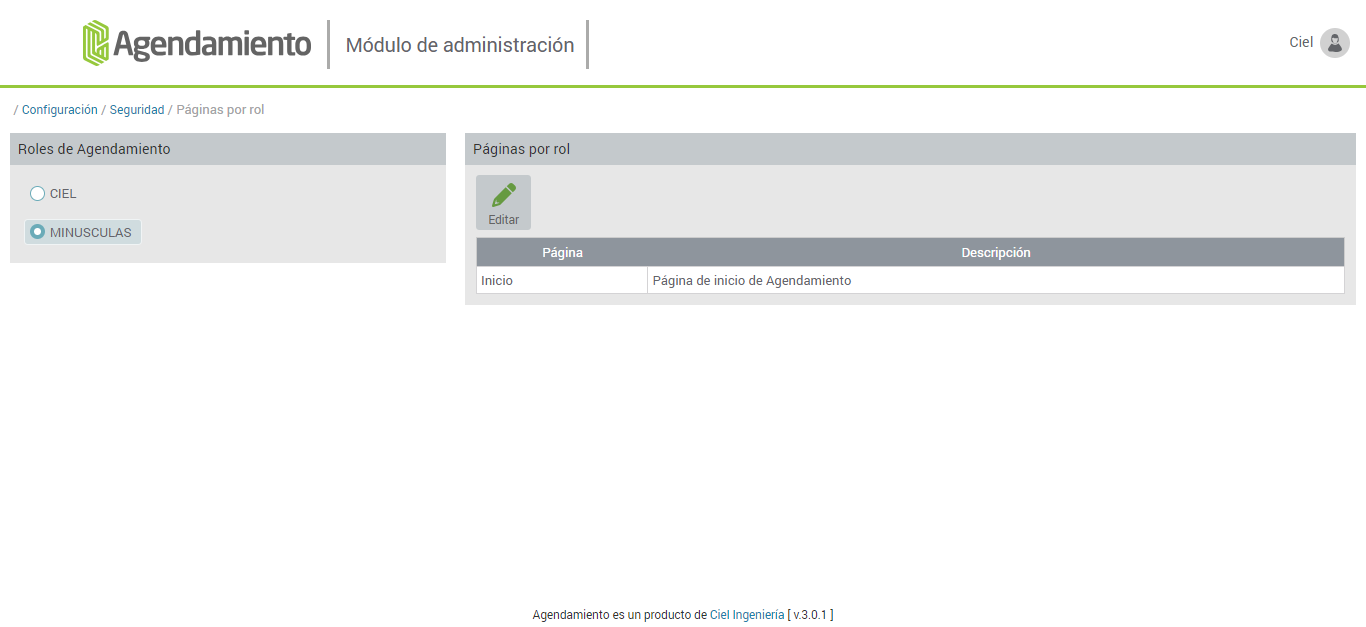 Agendamiento
Módulo de administración
Ciel
/ Configuración / Seguridad / Páginas por rol
Roles de Agendamiento
CIEL
MINUSCULAS
Páginas por rol
Editar
Página Descripción
Inicio Página de inicio de Agendamiento
Agendamiento es un producto de Ciel Ingeniería [ v.3.0.1 ]